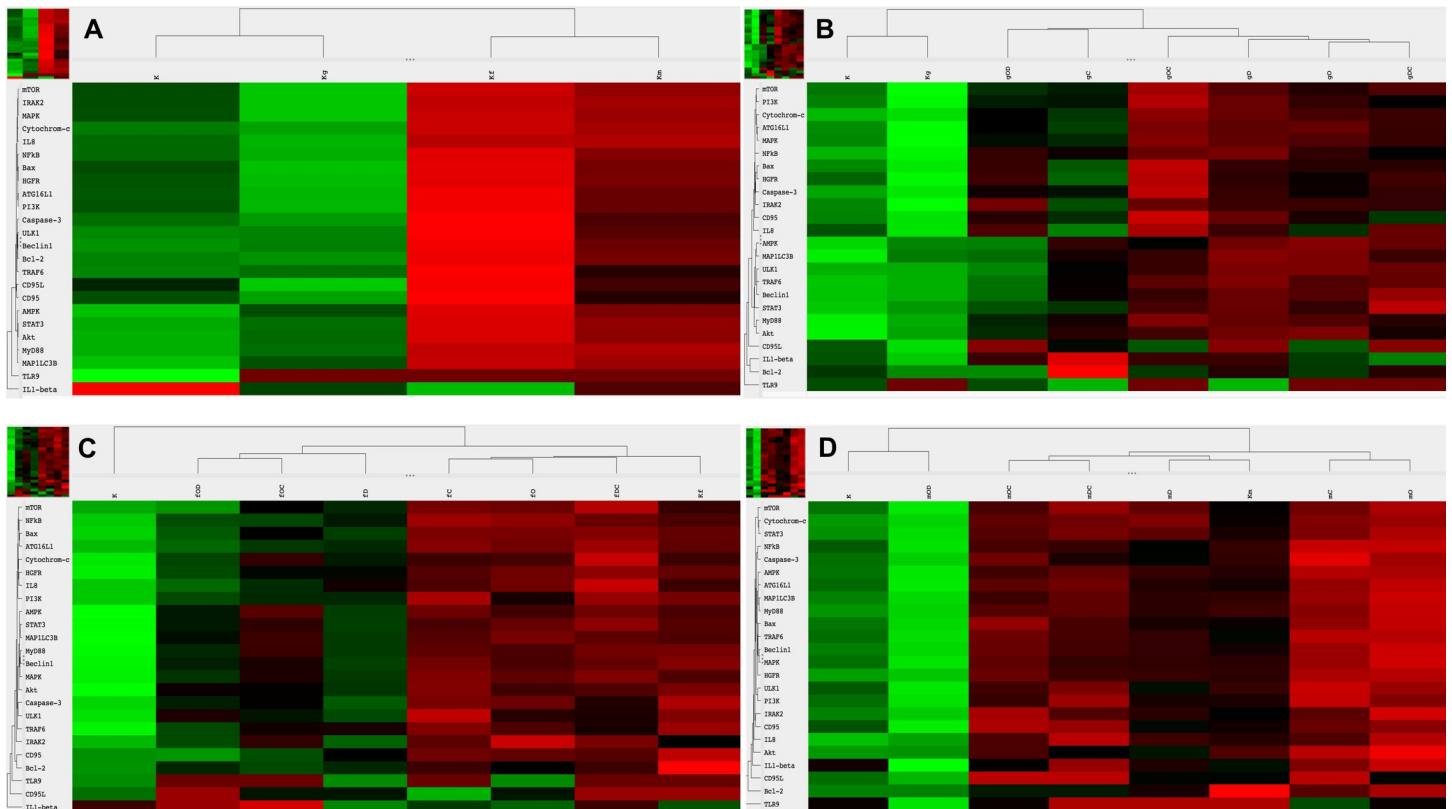 A
K Kg Kf Km
mTOR
IRAK2
MAPK
Cytochrom-c
IL8
NFkB
Bax
HGFR
ATG16L1
PI3K
Caspase-3
ULK1
Beclin1
Bcl-2
TRAF6
CD95L
CD95
AMPK
STAT3
Akt
MyD88
MAP1LC3B
TLR9
IL1-beta
B
K Kg gOD gC gOC gD gO gDC
mTOR
PI3K
Cytochrom-c
ATG16L1
MAPK
NFkB
Bax
HGFR
Caspase-3
IRAK2
CD95
IL8
AMPK
MAP1LC3B
ULK1
TRAF6
Beclin1
STAT3
MyD88
Akt
CD95L
IL1-beta
Bcl-2
TLR9
C
K fOD fOC fD fC fO fDC Kf
mTOR
NFkB
Bax
ATG16L1
Cytochrom-c
HGFR
IL8
PI3K
AMPK
STAT3
MAP1LC3B
MyD88
Beclin1
MAPK
Akt
Caspase-3
ULK1
TRAF6
IRAK2
CD95
Bcl-2
TLR9
CD95L
IL1-beta
D
K mOD mOC mDC mD Km mC mO
mTOR
Cytochrom-c
STAT3
NFkB
Caspase-3
AMPK
ATG16L1
MAP1LC3B
MyD88
Bax
TRAF6
Beclin1
MAPK
HGFR
ULK1
PI3K
IRAK2
CD95
IL8
Akt
IL1-beta
CD95L
Bcl-2
TLR9